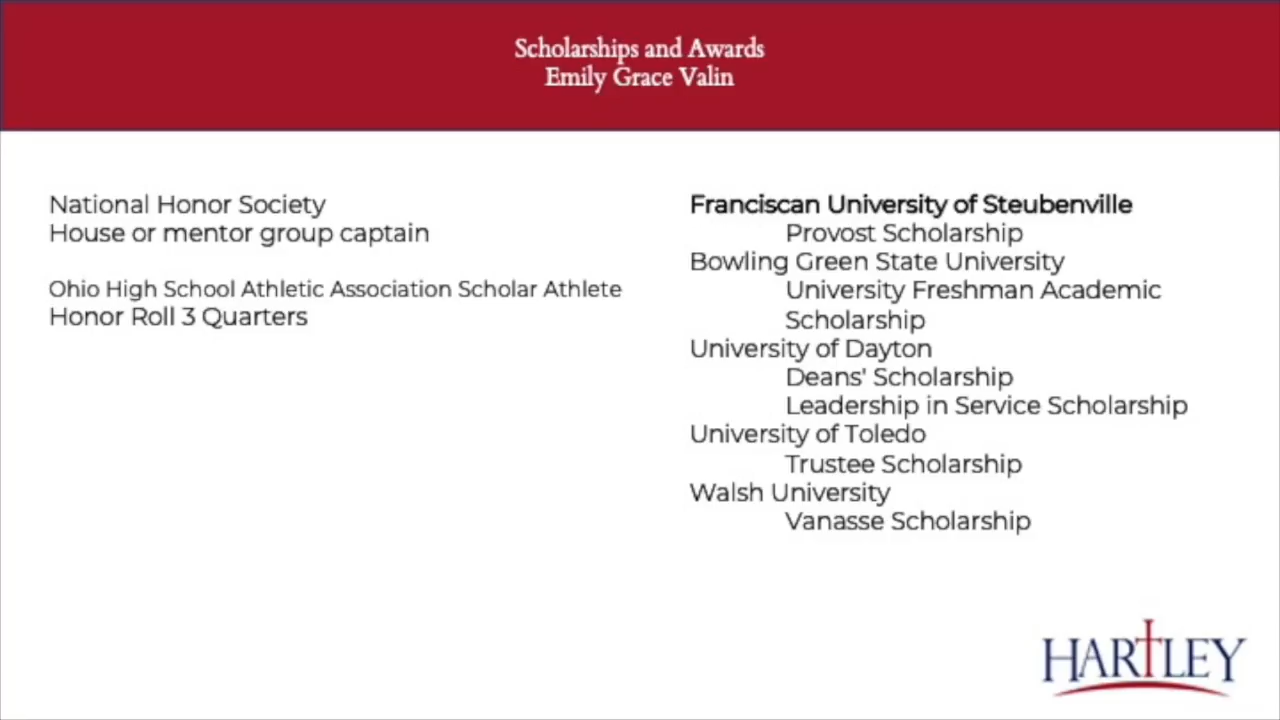 Scholarships and Awards
Emily Grace Valin
National Honor Society
House or mentor group captain
Ohio High School Athletic Association Scholar Athlete
Honor Roll 3 Quarters
Franciscan University of Steubenville
Provost Scholarship
Bowling Green State University
University Freshman Academic
Scholarship
University of Dayton
Deans' Scholarship
Leadership in Service Scholarship
University of Toledo
Trustee Scholarship
Walsh University
Vanasse Scholarship
HARTLEY